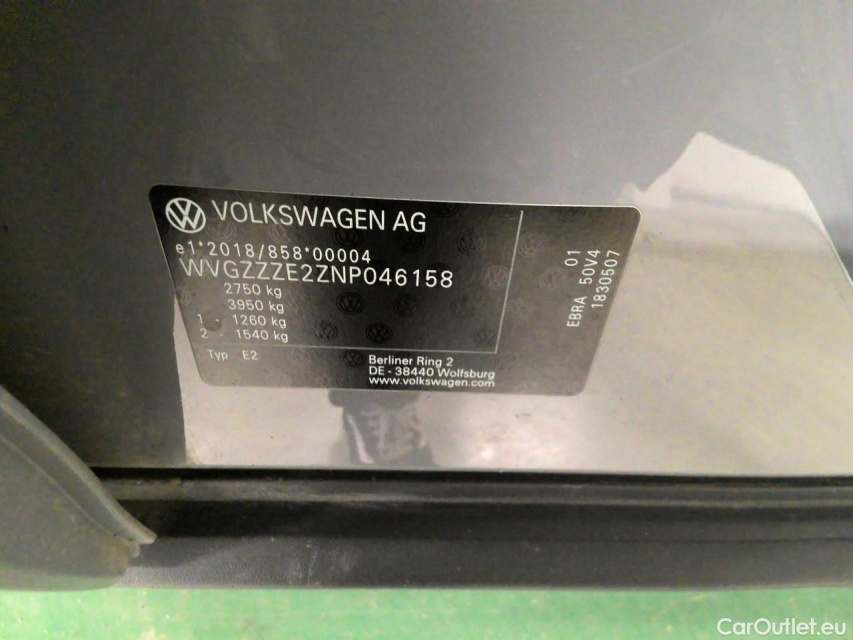 VOLKSWAGEN AG
e1*2018/858*00004
WVGZZZE2ZNP046158
2750 kg
3950 kg
1 - 1260 kg
2 - 1540 kg
Typ E2
Berliner Ring 2
DE - 38440 Wolfsburg
www.volkswagen.com
01
EBRA 50V4
1830507
CarOutlet.eu